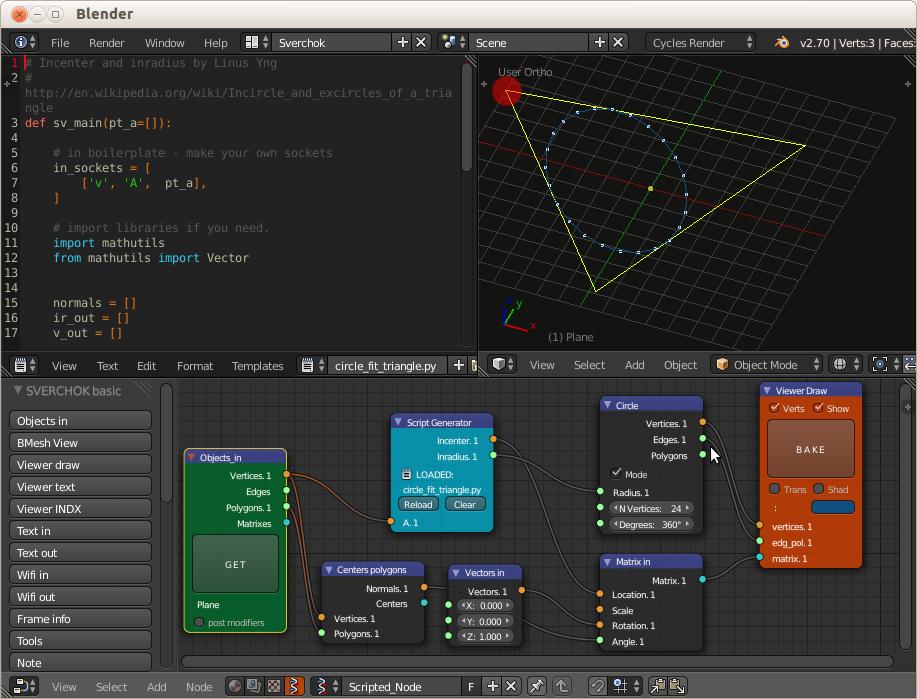 Blender
File Render Window Help Sverchok Scene Cycles Render v2.70 | Verts:3 | Faces:
1 # Incenter and inradius by Linus Yng
2 #
http://en.wikipedia.org/wiki/Incircle_and_excircles_of_a_tria
ngle
3 def sv_main(pt_a=[]):
4
5 # in boilerplate - make your own sockets
6 in_sockets = [
7 ['v', 'A', pt_a],
8 ]
9
10 # import libraries if you need.
11 import mathutils
12 from mathutils import Vector
13
14
15 normals = []
16 ir_out = []
17 v_out = []
View Text Edit Format Templates circle_fit_triangle.py
User Ortho
y
x
(1) Plane
View Select Add Object Object Mode
SVERCHOK basic
Objects in
BMesh View
Viewer draw
Viewer text
Viewer INDX
Text in
Text out
Wifi in
Wifi out
Frame info
Tools
Note
Objects_in
Vertices. 1
Edges
Polygons. 1
Matrixes
GET
Plane
post modifiers
Script Generator
Incenter. 1
Inradius. 1
LOADED:
circle_fit_triangle.py
Reload Clear
A. 1
Centers polygons
Normals. 1
Centers
Vertices. 1
Polygons. 1
Vectors in
Vectors. 1
X: 0.000
Y: 0.000
Z: 1.000
Circle
Vertices. 1
Edges. 1
Polygons
Mode
Radius. 1
N Vertices: 24
Degrees: 360°
Matrix in
Matrix. 1
Location. 1
Scale
Rotation. 1
Angle. 1
Viewer Draw
Verts Show
BAKE
Trans Shad
:
vertices. 1
edg_pol. 1
matrix. 1
View Select Add Node Scripted_Node F